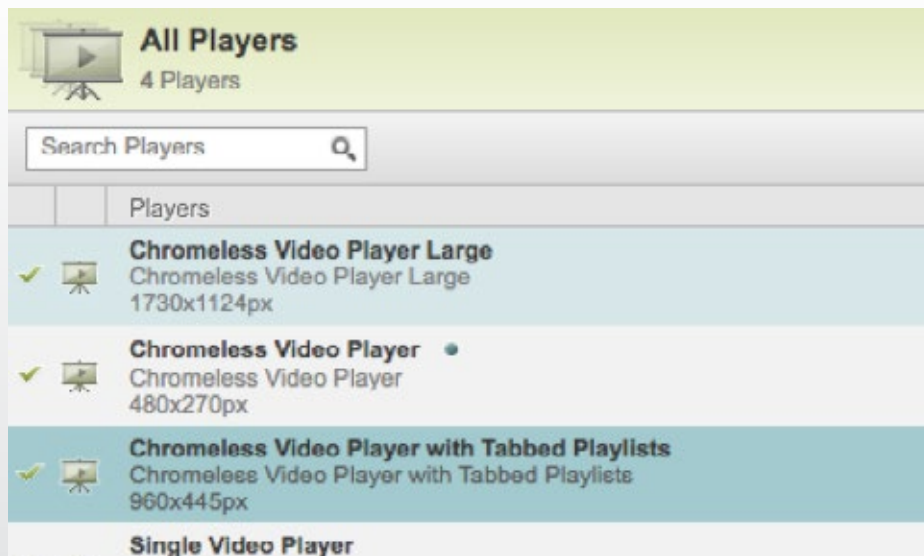 All Players
4 Players
Search Players
Players
Chromeless Video Player Large
Chromeless Video Player Large
1730x1124px
Chromeless Video Player
Chromeless Video Player
480x270px
Chromeless Video Player with Tabbed Playlists
Chromeless Video Player with Tabbed Playlists
960x445px
Single Video Player